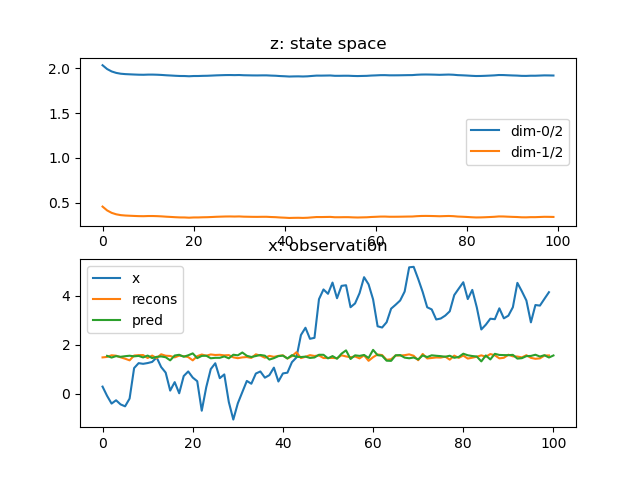 z: state space
2.0
1.5
1.0
0.5
dim-0/2
dim-1/2
0 20 40 60 80 100
x: observation
4
2
0
x
recons
pred
0 20 40 60 80 100